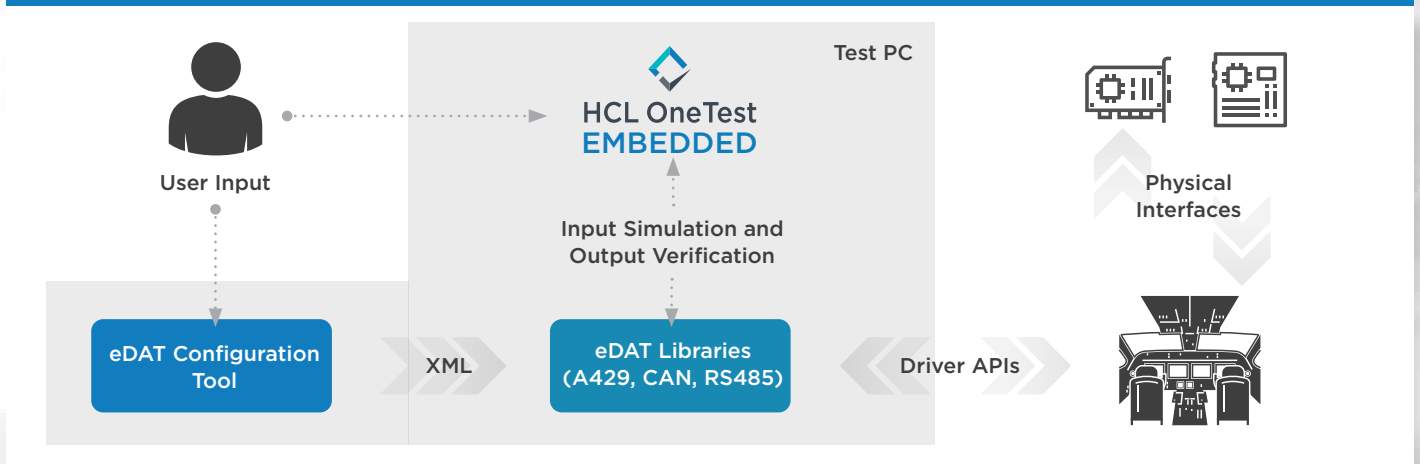 Test PC
HCL OneTest
EMBEDDED
User Input
Physical
Interfaces
Input Simulation and
Output Verification
eDAT Configuration
Tool
XML
eDAT Libraries
(A429, CAN, RS485)
Driver APIs